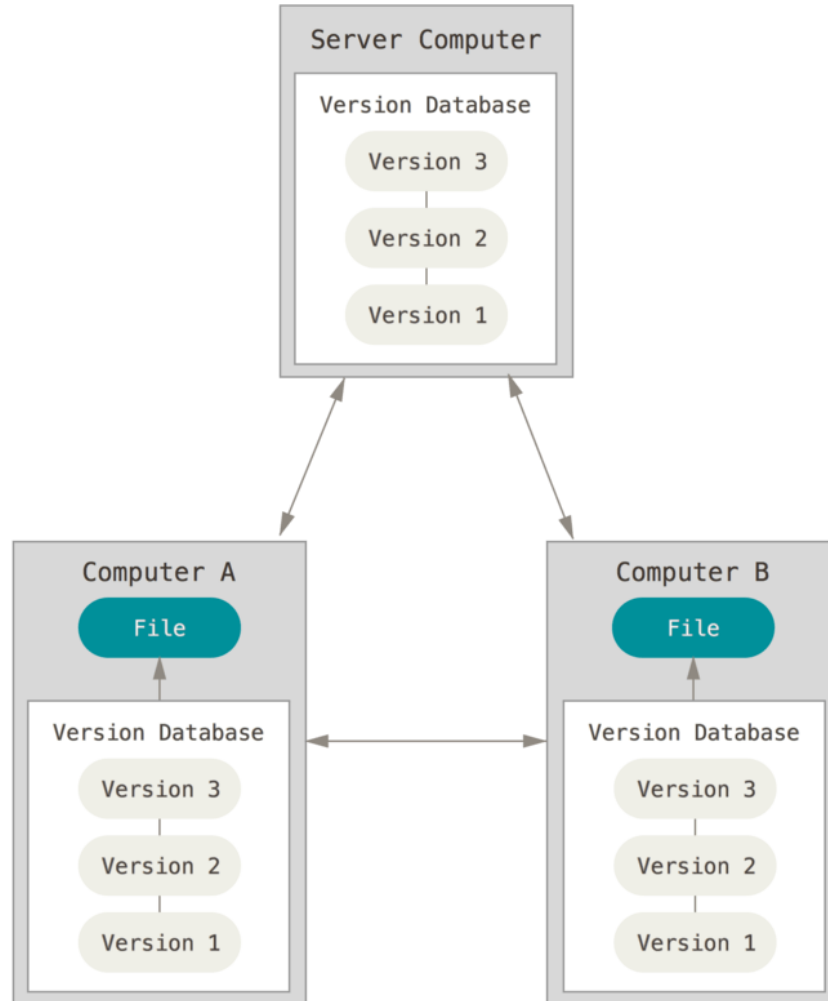 Server Computer
Version Database
Version 3
Version 2
Version 1
Computer A
File
Version Database
Version 3
Version 2
Version 1
Computer B
File
Version Database
Version 3
Version 2
Version 1